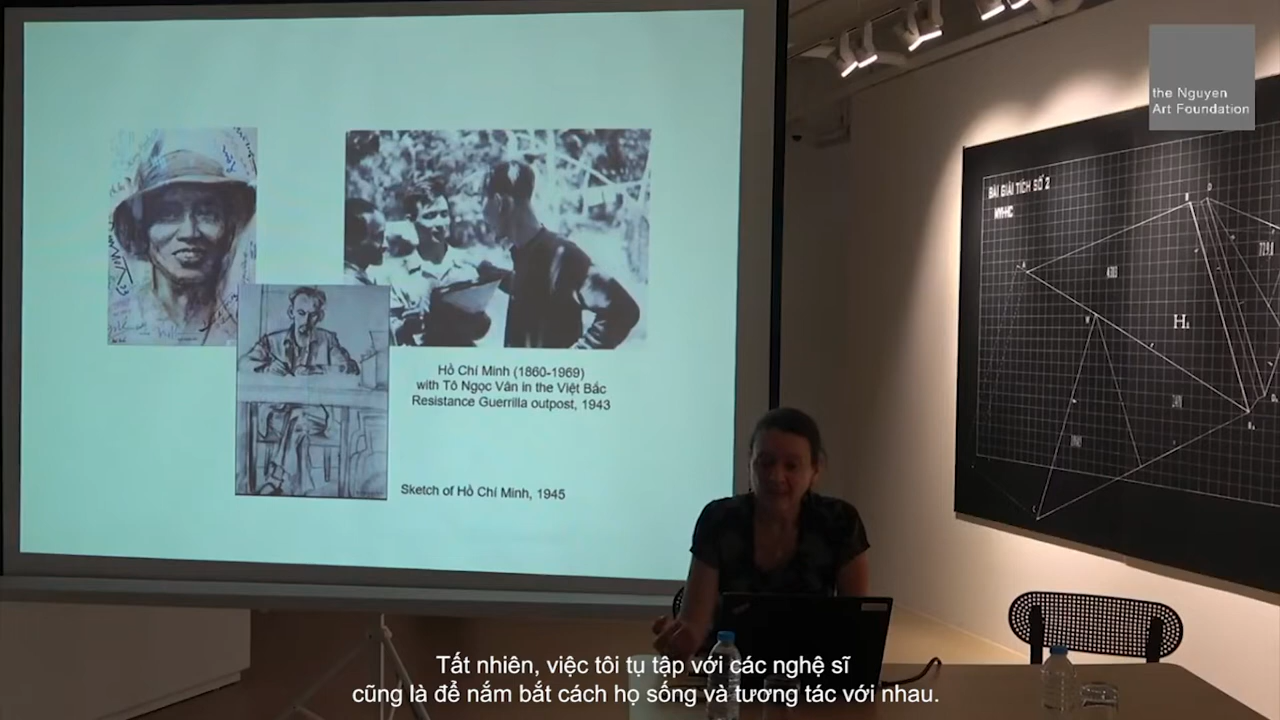 the Nguyen
Art Foundation
BÀI GIẢI TÍCH SỐ 2
Hồ Chí Minh (1860-1969)
with Tô Ngọc Vân in the Việt Bắc
Resistance Guerrilla outpost, 1943
Sketch of Hồ Chí Minh, 1945
Tất nhiên, việc tôi tụ tập với các nghệ sĩ
cũng là để nắm bắt cách họ sống và tương tác với nhau.